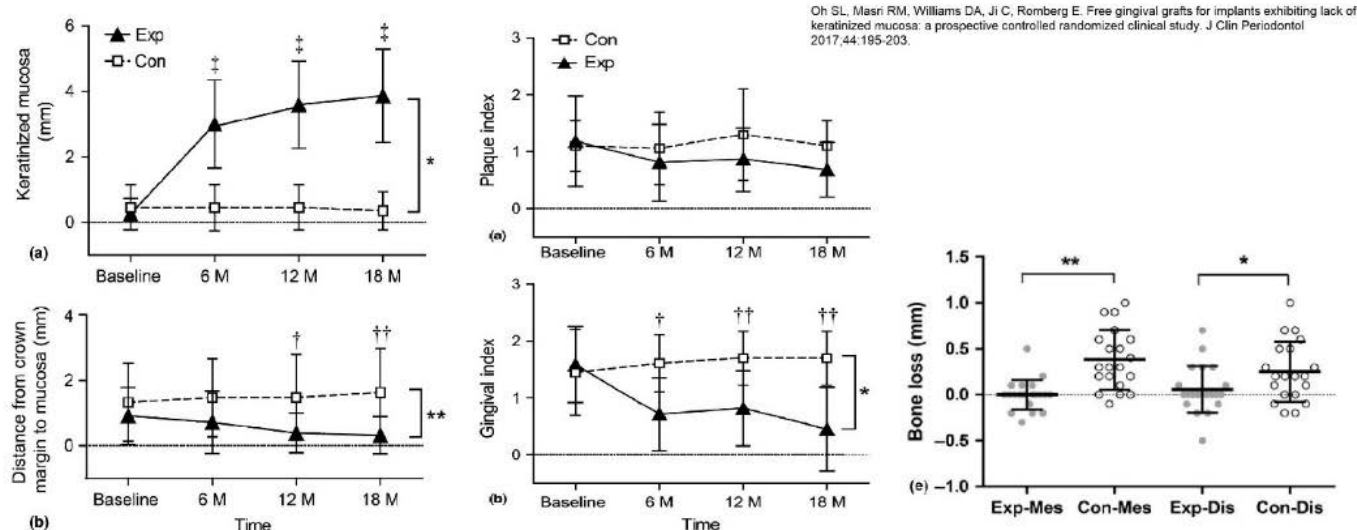 Oh SL, Masri RM, Williams DA, Ji C, Romberg E. Free gingival grafts for implants exhibiting lack of
keratinized mucosa: a prospective controlled randomized clinical study. J Clin Periodontol
2017;44:195-203.
Keratinized mucosa
(mm)
6
4
2
0
Exp
Con
‡
‡
‡
*
(a)
Baseline
6 M
12 M
18 M
Distance from crown
margin to mucosa (mm)
4
2
0
†
††
**
Baseline
6 M
12 M
18 M
(b)
Time
Plaque index
3
2
1
0
Con
Exp
(a)
Baseline
6 M
12 M
18 M
Gingival index
3
2
1
0
†
††
††
*
(b)
Baseline
6 M
12 M
18 M
Time
Bone loss (mm)
1.5
1.0
0.5
0.0
-0.5
-1.0
**
*
(e)
Exp-Mes
Con-Mes
Exp-Dis
Con-Dis